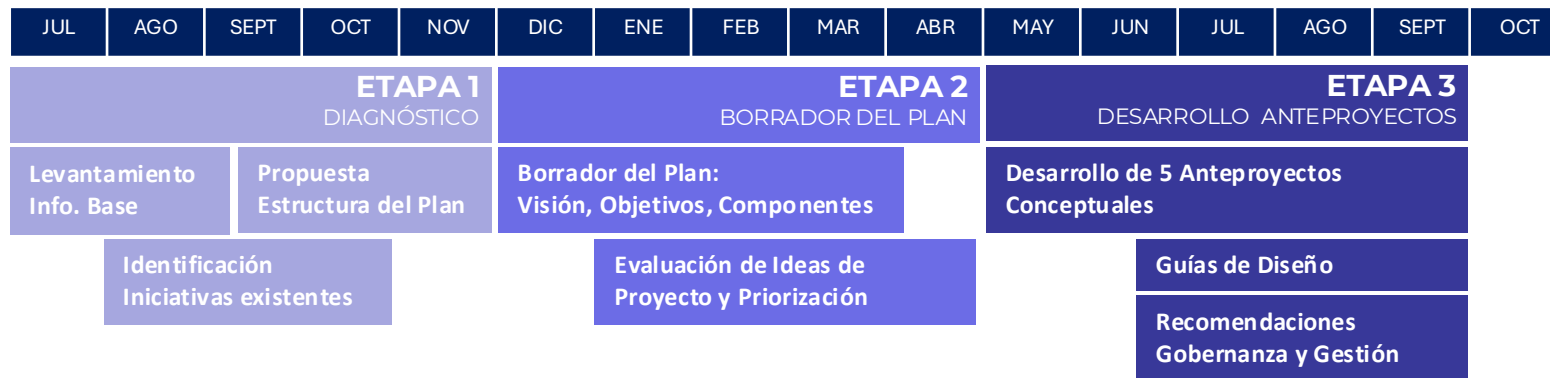 JUL AGO SEPT OCT NOV DIC ENE FEB MAR ABR MAY JUN JUL AGO SEPT OCT
ETAPA 1
DIAGNÓSTICO
ETAPA 2
BORRADOR DEL PLAN
ETAPA 3
DESARROLLO ANTEPROYECTOS
Levantamiento
Info. Base
Propuesta
Estructura del Plan
Borrador del Plan:
Visión, Objetivos, Componentes
Desarrollo de 5 Anteproyectos
Conceptuales
Identificación
Iniciativas existentes
Evaluación de Ideas de
Proyecto y Priorización
Guías de Diseño
Recomendaciones
Gobernanza y Gestión